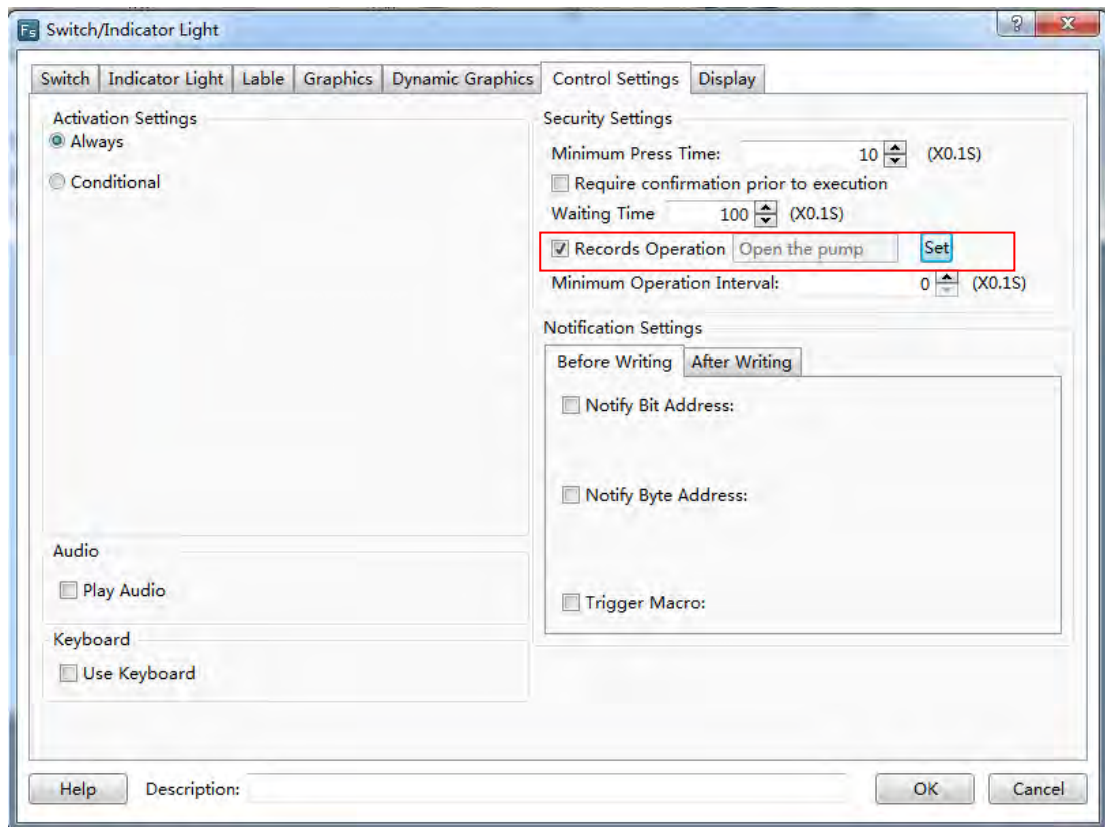 Fs Switch/Indicator Light
?
Switch Indicator Light Lable Graphics Dynamic Graphics Control Settings Display
Activation Settings
Always
Conditional
Audio
Play Audio
Keyboard
Use Keyboard
Security Settings
Minimum Press Time: 10 (X0.1S)
Require confirmation prior to execution
Waiting Time 100 (X0.1S)
Records Operation Open the pump Set
Minimum Operation Interval: 0 (X0.1S)
Notification Settings
Before Writing After Writing
Notify Bit Address:
Notify Byte Address:
Trigger Macro:
Help Description: OK Cancel